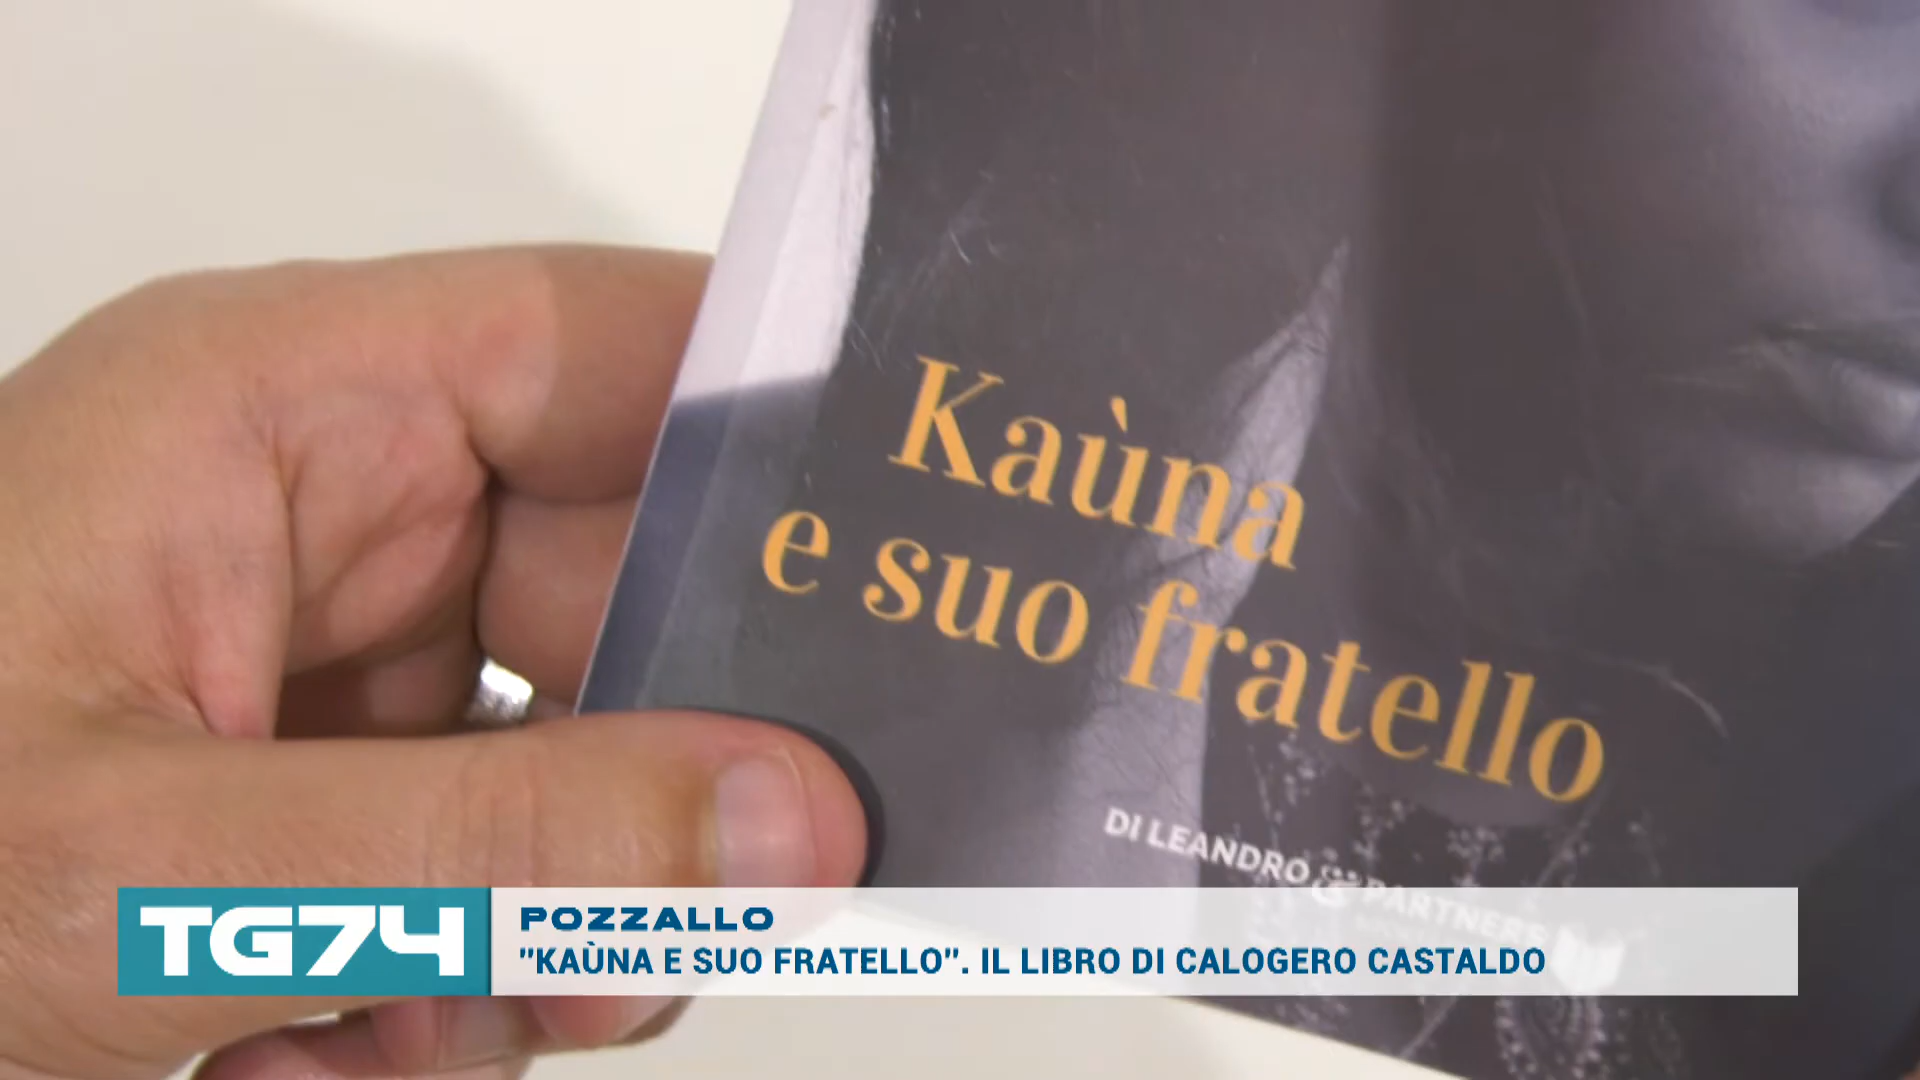 Kaùna
e suo fratello
DI LEANDRO & PARTNERS
TG74
POZZALLO
"KAÙNA E SUO FRATELLO". IL LIBRO DI CALOGERO CASTALDO